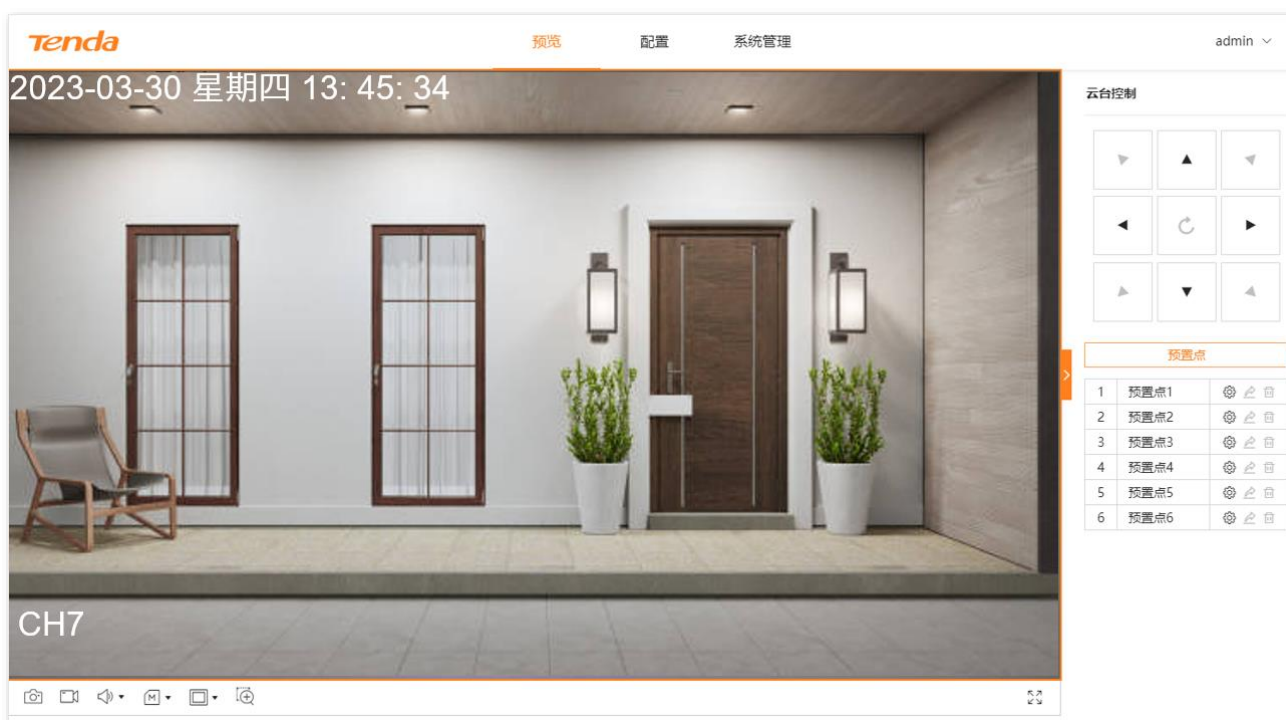 Tenda
预览 配置 系统管理 admin
2023-03-30 星期四 13: 45: 34
云台控制
预置点
1 预置点1
2 预置点2
3 预置点3
4 预置点4
5 预置点5
6 预置点6
CH7
M